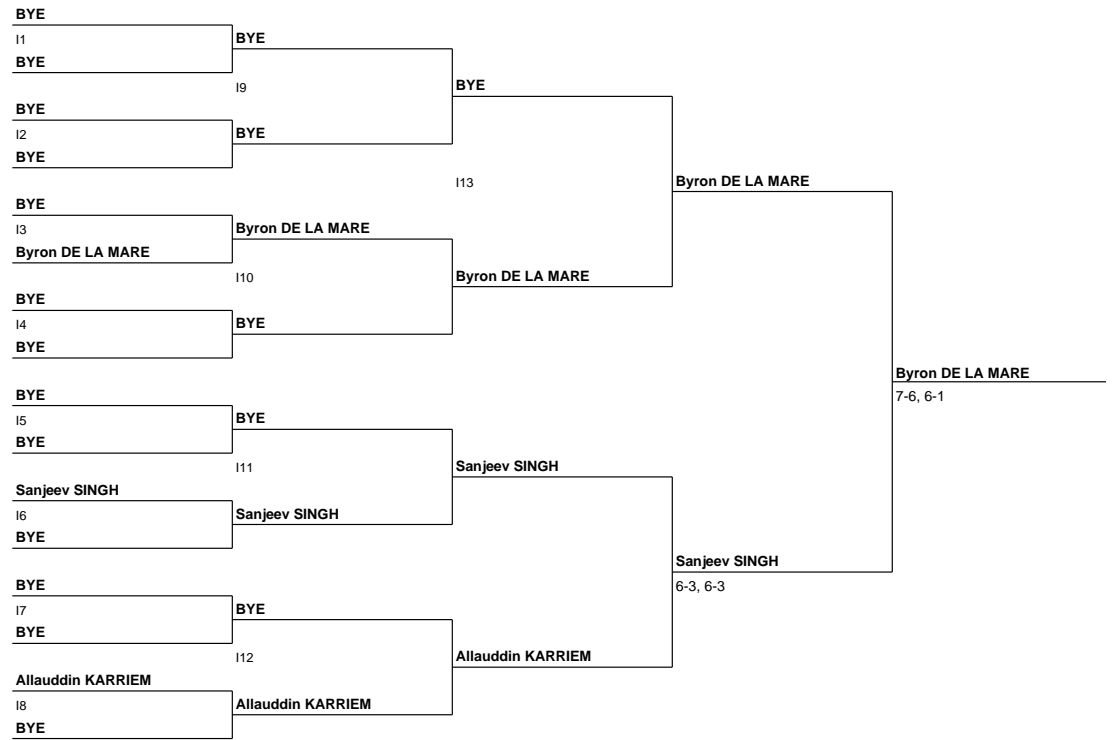 BYE
I1
BYE
BYE
I9
BYE
BYE
I2
BYE
BYE
I13
Byron DE LA MARE
BYE
I3
Byron DE LA MARE
Byron DE LA MARE
I10
Byron DE LA MARE
BYE
I4
BYE
BYE
Byron DE LA MARE
7-6, 6-1
BYE
I5
BYE
BYE
I11
Sanjeev SINGH
Sanjeev SINGH
I6
Sanjeev SINGH
BYE
Sanjeev SINGH
6-3, 6-3
BYE
I7
BYE
BYE
I12
Allauddin KARRIEM
Allauddin KARRIEM
I8
Allauddin KARRIEM
BYE